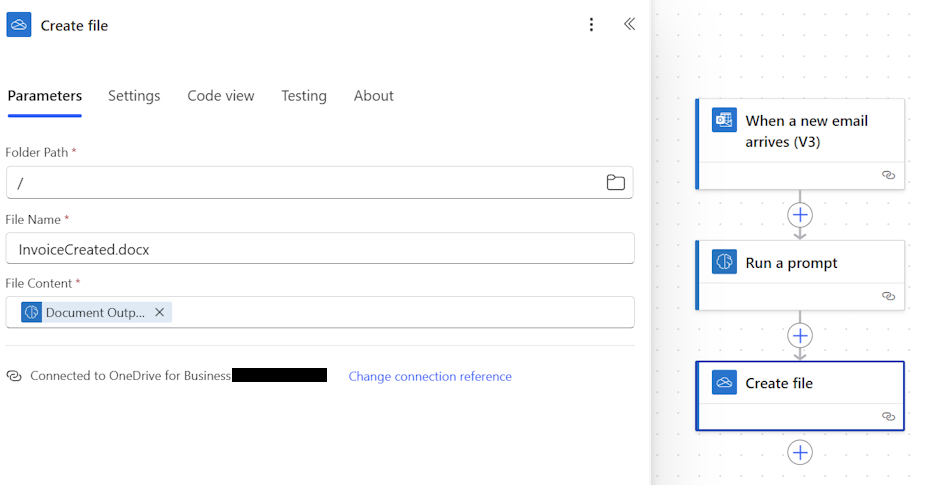 Create file
Parameters Settings Code view Testing About
Folder Path *
/
File Name *
InvoiceCreated.docx
File Content *
Document Outp...
Connected to OneDrive for Business
Change connection reference
When a new email
arrives (V3)
Run a prompt
Create file